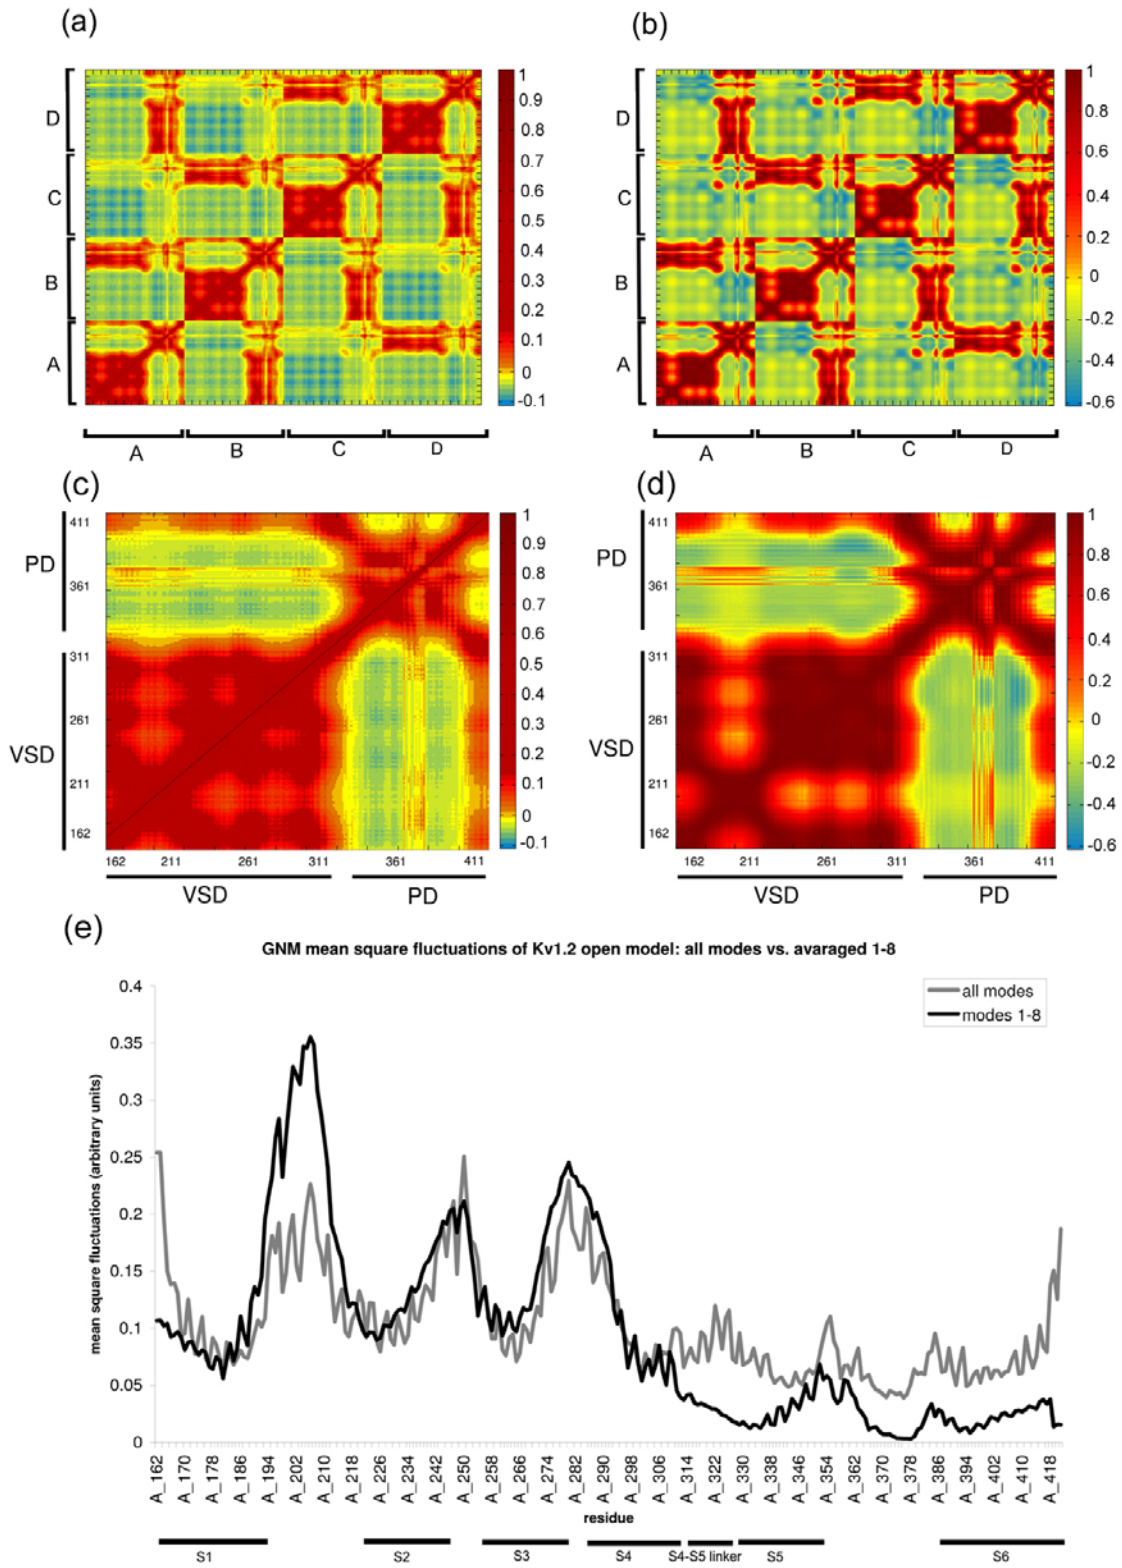 (a)
(b)
D
C
B
A
1
0.9
0.8
0.7
0.6
0.5
0.4
0.3
0.2
0.1
0
-0.1
A B C D
D
C
B
A
1
0.8
0.6
0.4
0.2
0
-0.2
-0.4
-0.6
A B C D
(c)
(d)
PD
VSD
411
361
311
261
211
162
1
0.9
0.8
0.7
0.6
0.5
0.4
0.3
0.2
0.1
0
-0.1
162 211 261 311 361 411
VSD PD
PD
VSD
411
361
311
261
211
162
1
0.8
0.6
0.4
0.2
0
-0.2
-0.4
-0.6
162 211 261 311 361 411
VSD PD
(e)
GNM mean square fluctuations of Kv1.2 open model: all modes vs. avaraged 1-8
all modes
modes 1-8
mean square fluctuations (arbitrary units)
0.4
0.35
0.3
0.25
0.2
0.15
0.1
0.05
0
A_162 A_170 A_178 A_186 A_194 A_202 A_210 A_218 A_226 A_234 A_242 A_250 A_258 A_266 A_274 A_282 A_290 A_298 A_306 A_314 A_322 A_330 A_338 A_346 A_354 A_362 A_370 A_378 A_386 A_394 A_402 A_410 A_418
residue
S1 S2 S3 S4 S4-S5 linker S5 S6